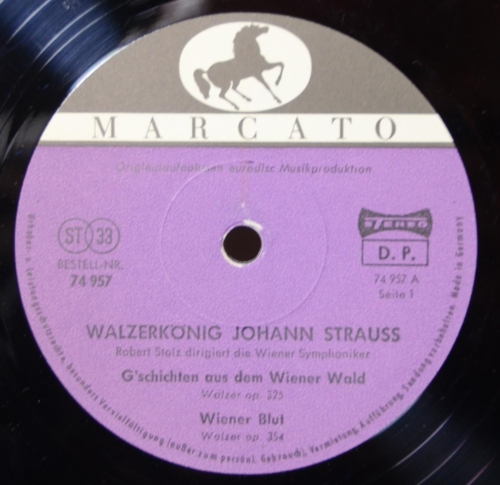 MARCATO
Originalaufnahme eurodisc Musikproduktion
ST 33
STEREO
D. P.
BESTELL-NR.
74 957
74 957 A
Seite 1
WALZERKÖNIG JOHANN STRAUSS
Robert Stolz dirigiert die Wiener Symphoniker
G'schichten aus dem Wiener Wald
Walzer op. 325
Wiener Blut
Walzer op. 354
Urheber- u. Leistungsschutzrechte, besonders Vervielfältigung (außer zum persönl. Gebrauch), Vermietung, Aufführung, Sendung vorbehalten. Made in Germany